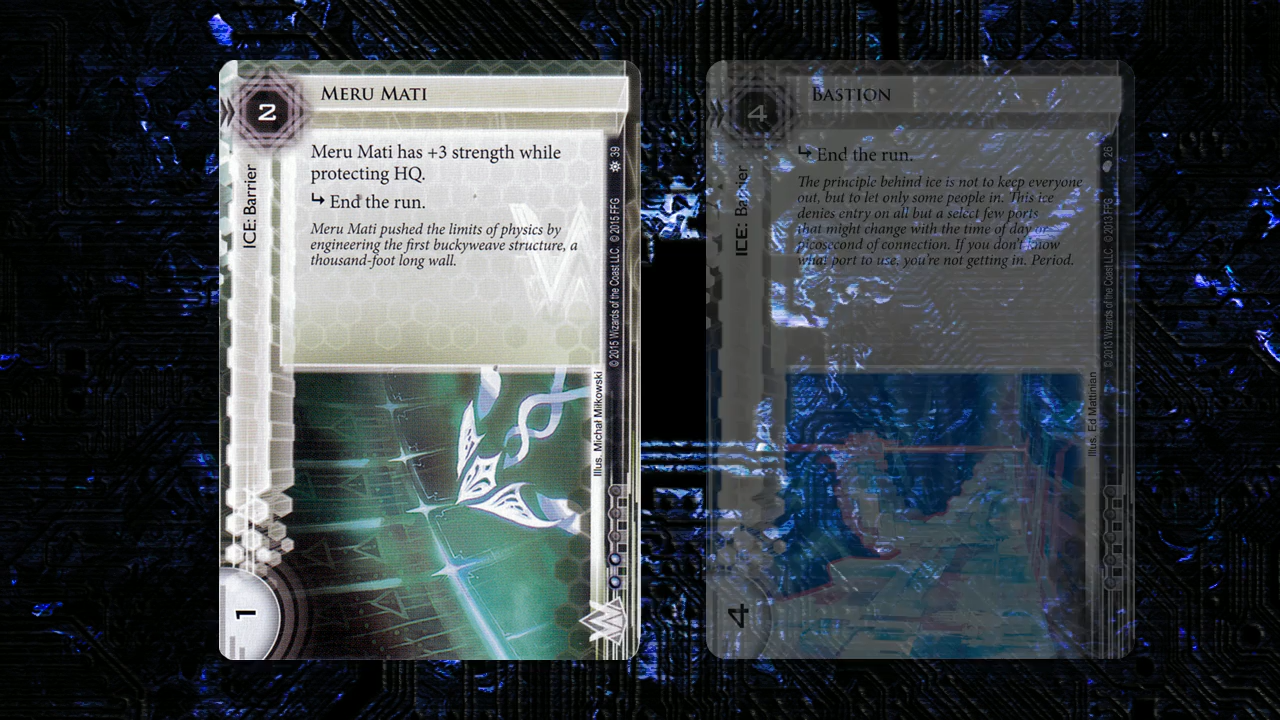 2
MERU MATI
Meru Mati has +3 strength while
protecting HQ.
End the run.
Meru Mati pushed the limits of physics by
engineering the first buckyweave structure, a
thousand-foot long wall.
ICE: Barrier
39
© 2015 Wizards of the Coast LLC. © 2015 FFG
Illus. Michał Miłkowski
1
4
BASTION
End the run.
The principle behind ice is not to keep everyone
out, but to let only some people in. This ice
denies entry on all but a select few ports
that might change with the time of day or
picosecond of connection. If you don't know
what port to use, you're not getting in. Period.
ICE: Barrier
26
© 2013 Wizards of the Coast LLC. © 2013 FFG
Illus. Ed Mattinian
4